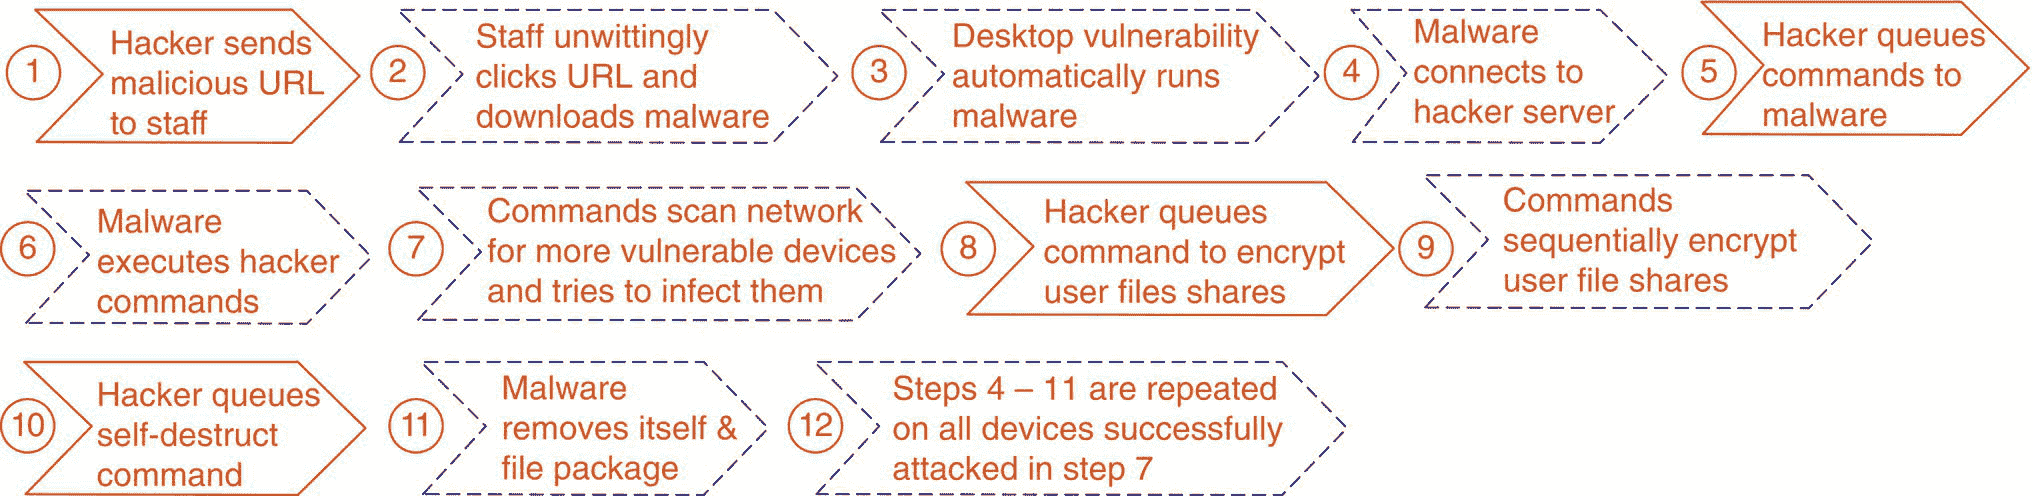 1
Hacker sends
malicious URL
to staff
2
Staff unwittingly
clicks URL and
downloads malware
3
Desktop vulnerability
automatically runs
malware
4
Malware
connects to
hacker server
5
Hacker queues
commands to
malware
6
Malware
executes hacker
commands
7
Commands scan network
for more vulnerable devices
and tries to infect them
8
Hacker queues
command to encrypt
user files shares
9
Commands
sequentially encrypt
user file shares
10
Hacker queues
self-destruct
command
11
Malware
removes itself &
file package
12
Steps 4 – 11 are repeated
on all devices successfully
attacked in step 7